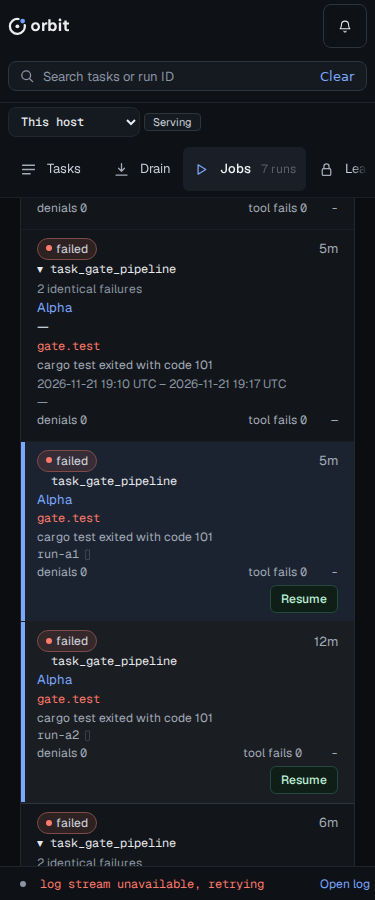 orbit
Search tasks or run ID Clear
This host Serving
Tasks Drain Jobs 7 runs Lea
denials 0 tool fails 0 -
failed 5m
▾ task_gate_pipeline
2 identical failures
Alpha
—
gate.test
cargo test exited with code 101
2026-11-21 19:10 UTC – 2026-11-21 19:17 UTC
—
denials 0 tool fails 0 —
failed 5m
task_gate_pipeline
Alpha
gate.test
cargo test exited with code 101
run-a1
denials 0 tool fails 0 -
Resume
failed 12m
task_gate_pipeline
Alpha
gate.test
cargo test exited with code 101
run-a2
denials 0 tool fails 0 -
Resume
failed 6m
▾ task_gate_pipeline
2 identical failures
log stream unavailable, retrying Open log